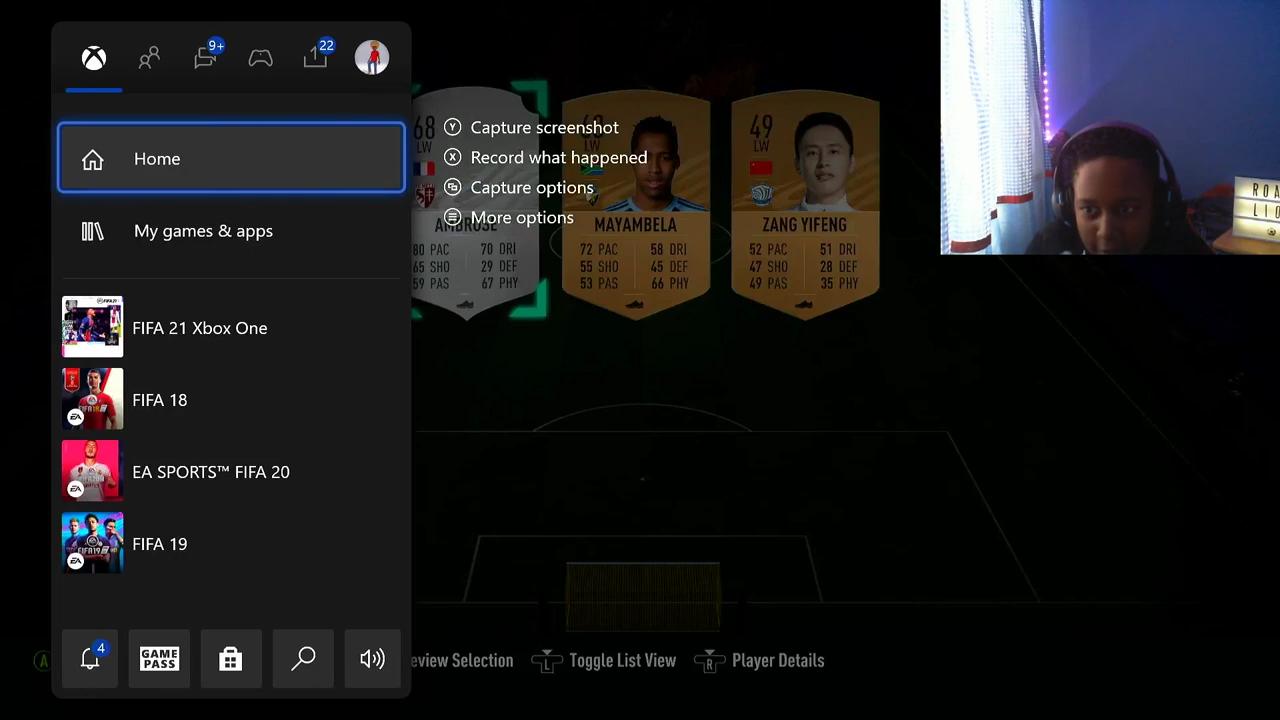 9+
22
Home
My games & apps
FIFA 21 Xbox One
FIFA 18
EA SPORTS™ FIFA 20
FIFA 19
4
GAME
PASS
Y Capture screenshot
X Record what happened
Capture options
More options
68
LW
80 PAC 70 DRI
65 SHO 29 DEF
59 PAS 67 PHY
LW
MAYAMBELA
72 PAC 58 DRI
55 SHO 45 DEF
53 PAS 66 PHY
49
LW
ZANG YIFENG
52 PAC 51 DRI
47 SHO 28 DEF
49 PAS 35 PHY
A
eview Selection
L Toggle List View
R Player Details